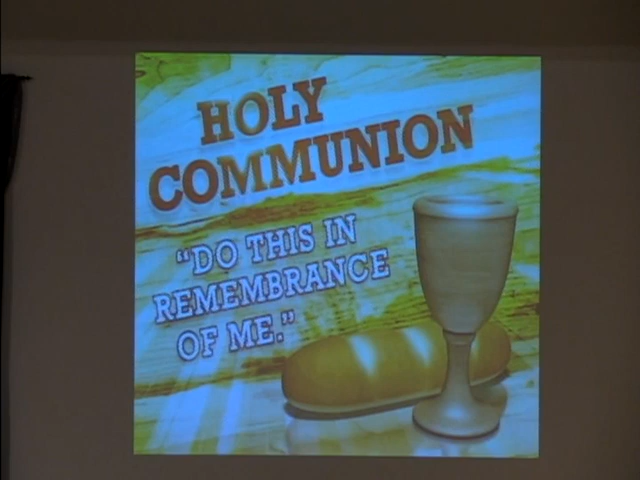 HOLY
COMMUNION
"DO THIS IN
REMEMBRANCE
OF ME."